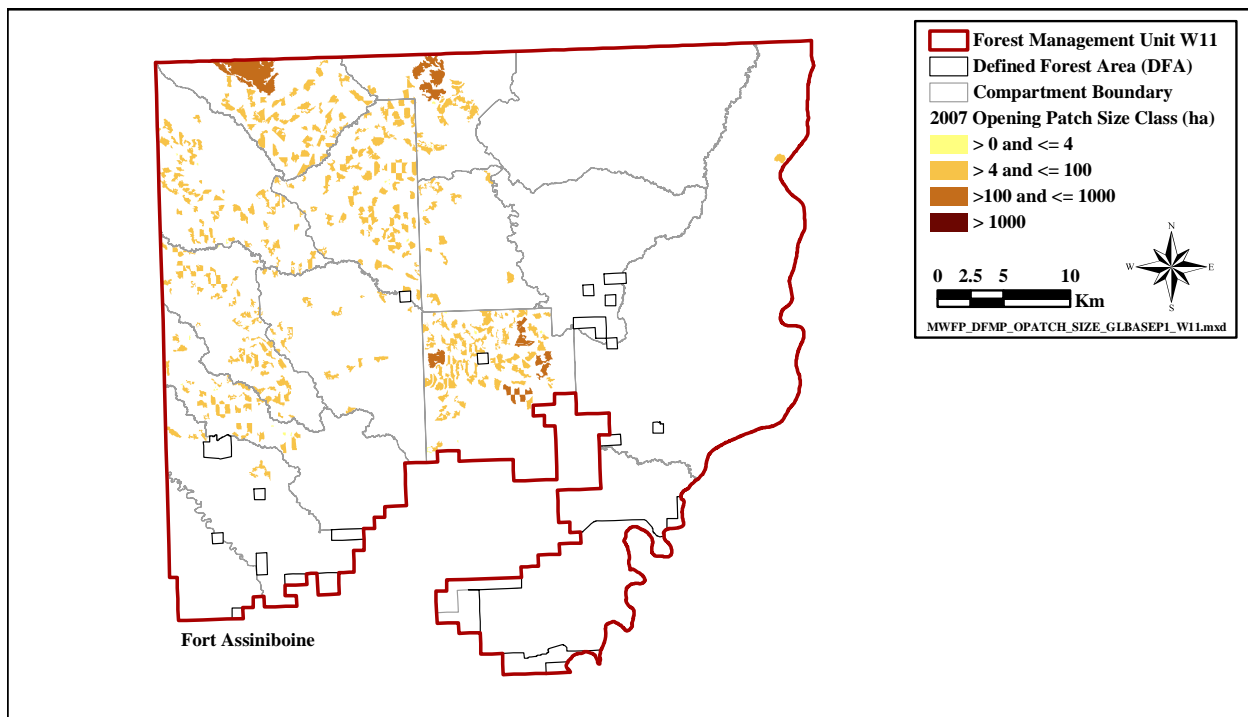 Forest Management Unit W11
Defined Forest Area (DFA)
Compartment Boundary
2007 Opening Patch Size Class (ha)
> 0 and <= 4
> 4 and <= 100
>100 and <= 1000
> 1000
N
W E
S
0 2.5 5 10
Km
MWFP_DFMP_OPATCH_SIZE_GLBASEP1_W11.mxd
Fort Assiniboine